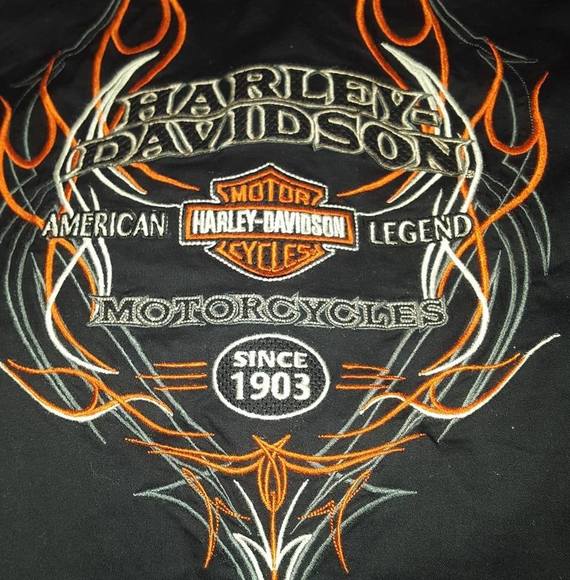 HARLEY-
DAVIDSON
MOTOR
AMERICAN HARLEY-DAVIDSON LEGEND
CYCLES
MOTORCYCLES
SINCE
1903